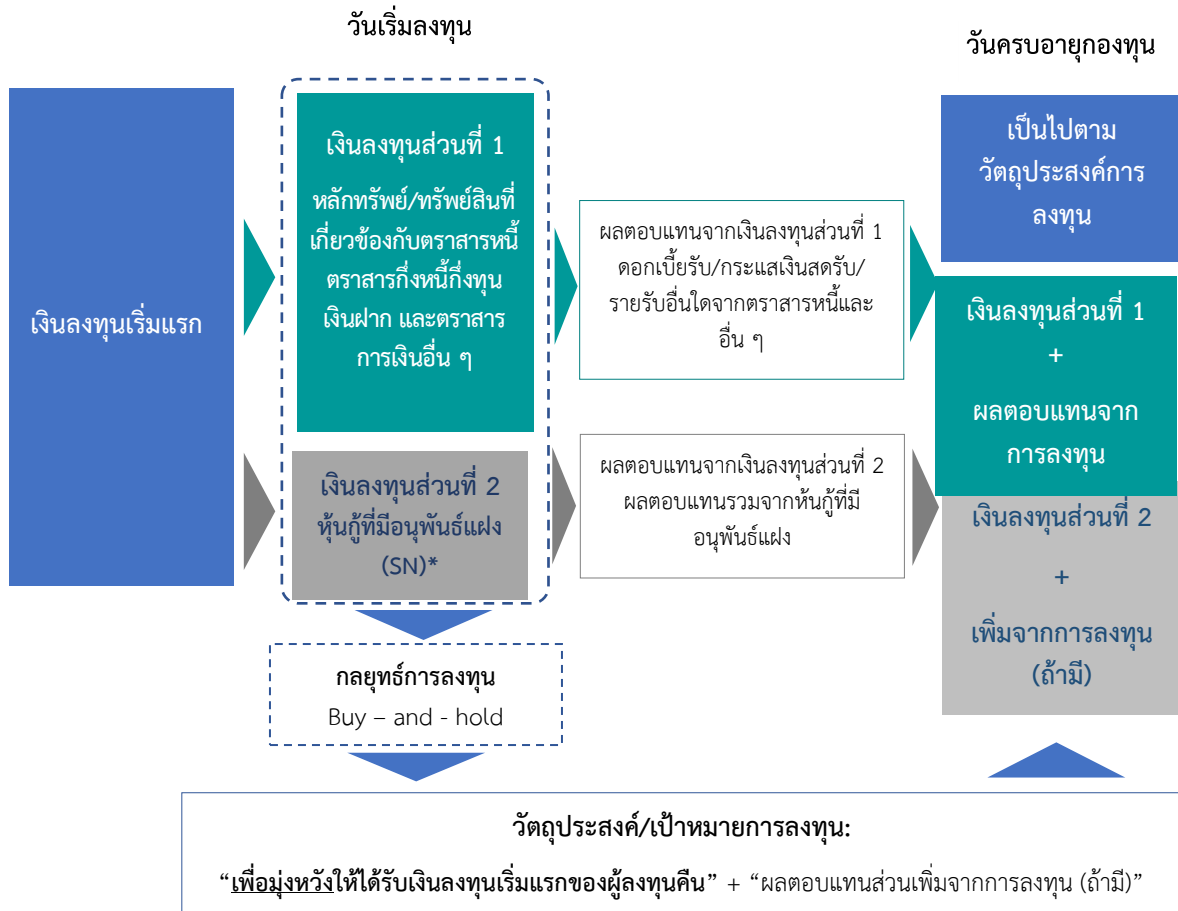 วันเริ่มลงทุน
วันครบอายุกองทุน
เงินลงทุนเริ่มแรก
เงินลงทุนส่วนที่ 1
หลักทรัพย์/ทรัพย์สินที่
เกี่ยวข้องกับตราสารหนี้
ตราสารกึ่งหนี้กึ่งทุน
เงินฝาก และตราสาร
การเงินอื่น ๆ
ผลตอบแทนจากเงินลงทุนส่วนที่ 1
ดอกเบี้ยรับ/กระแสเงินสดรับ/
รายรับอื่นใดจากตราสารหนี้และ
อื่น ๆ
เป็นไปตาม
วัตถุประสงค์การ
ลงทุน
เงินลงทุนส่วนที่ 1
+
ผลตอบแทนจาก
การลงทุน
เงินลงทุนส่วนที่ 2
หุ้นกู้ที่มีอนุพันธ์แฝง
(SN)*
ผลตอบแทนจากเงินลงทุนส่วนที่ 2
ผลตอบแทนรวมจากหุ้นกู้ที่มี
อนุพันธ์แฝง
เงินลงทุนส่วนที่ 2
+
เพิ่มจากการลงทุน
(ถ้ามี)
กลยุทธ์การลงทุน
Buy – and - hold
วัตถุประสงค์/เป้าหมายการลงทุน:
“เพื่อมุ่งหวังให้ได้รับเงินลงทุนเริ่มแรกของผู้ลงทุนคืน” + “ผลตอบแทนส่วนเพิ่มจากการลงทุน (ถ้ามี)”